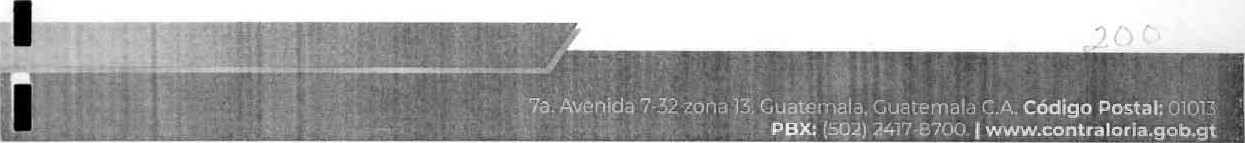 200
7a. Avenida 7-32 zona 13, Guatemala, Guatemala C.A. Código Postal: 01013
PBX: (502) 2417-8700. | www.contraloria.gob.gt